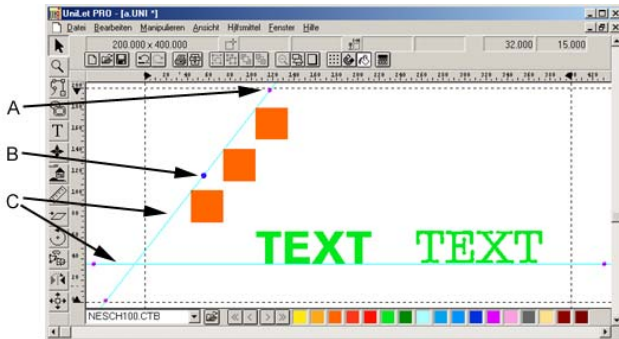 UniLet PRO - [a.UNI *]
Datei Bearbeiten Manipulieren Ansicht Hilfsmittel Fenster Hilfe
200.000 x 400.000 32.000 15.000
A
B
C
T
TEXT TEXT
NESCH100.CTB